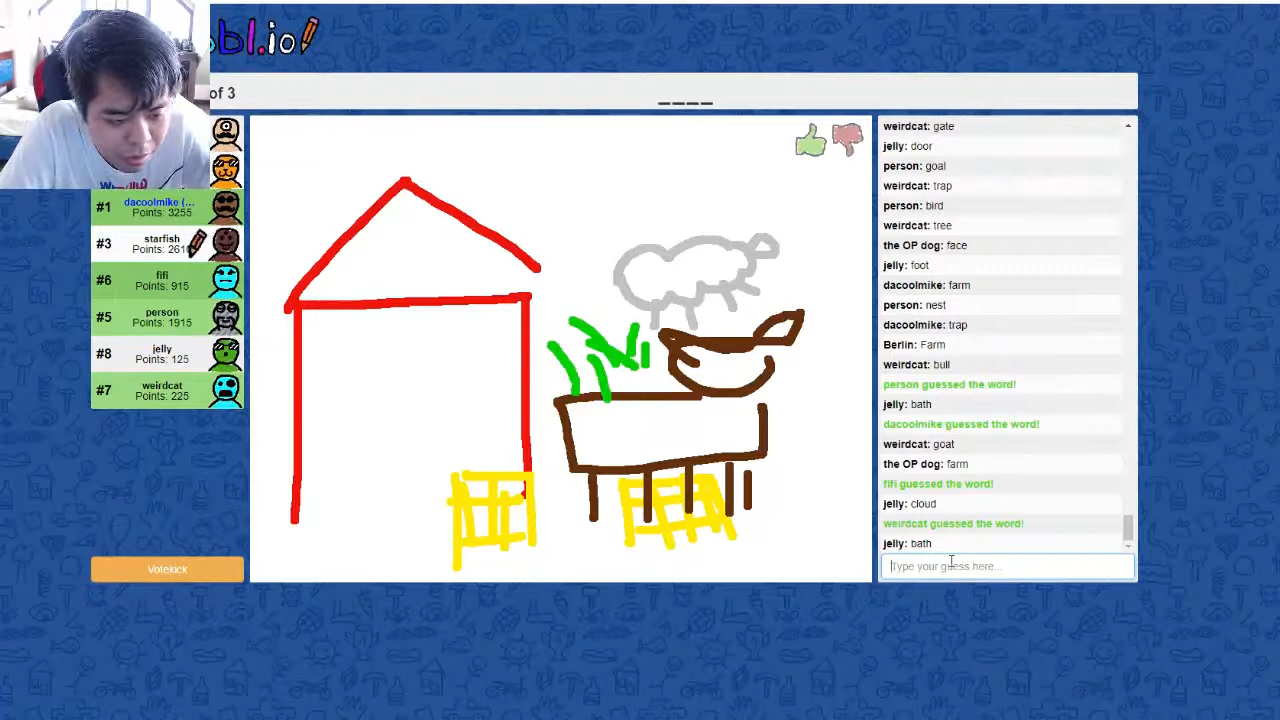 bl.io
of 3
_ _ _ _
#1 dacoolmike (...
Points: 3255
#3 starfish
#6 fifi
Points: 915
#5 person
Points: 1915
#8 jelly
Points: 125
#7 weirdcat
Points: 225
Votekick
weirdcat: gate
jelly: door
person: goal
weirdcat: trap
person: bird
weirdcat: tree
the OP dog: face
jelly: foot
dacoolmike: farm
person: nest
dacoolmike: trap
Berlin: Farm
weirdcat: bull
person guessed the word!
jelly: bath
dacoolmike guessed the word!
weirdcat: goat
the OP dog: farm
fifi guessed the word!
jelly: cloud
weirdcat guessed the word!
jelly: bath
Type your guess here...